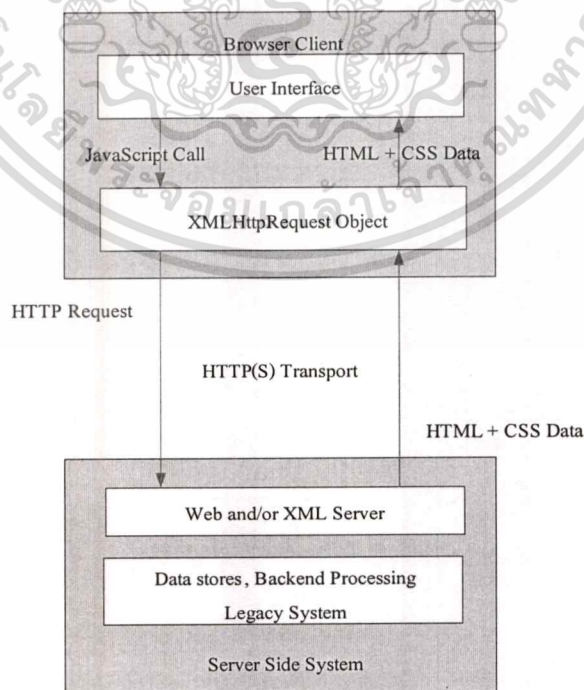 Browser Client
User Interface
JavaScript Call
HTML + CSS Data
XMLHttpRequest Object
HTTP Request
HTTP(S) Transport
HTML + CSS Data
Web and/or XML Server
Data stores, Backend Processing
Legacy System
Server Side System